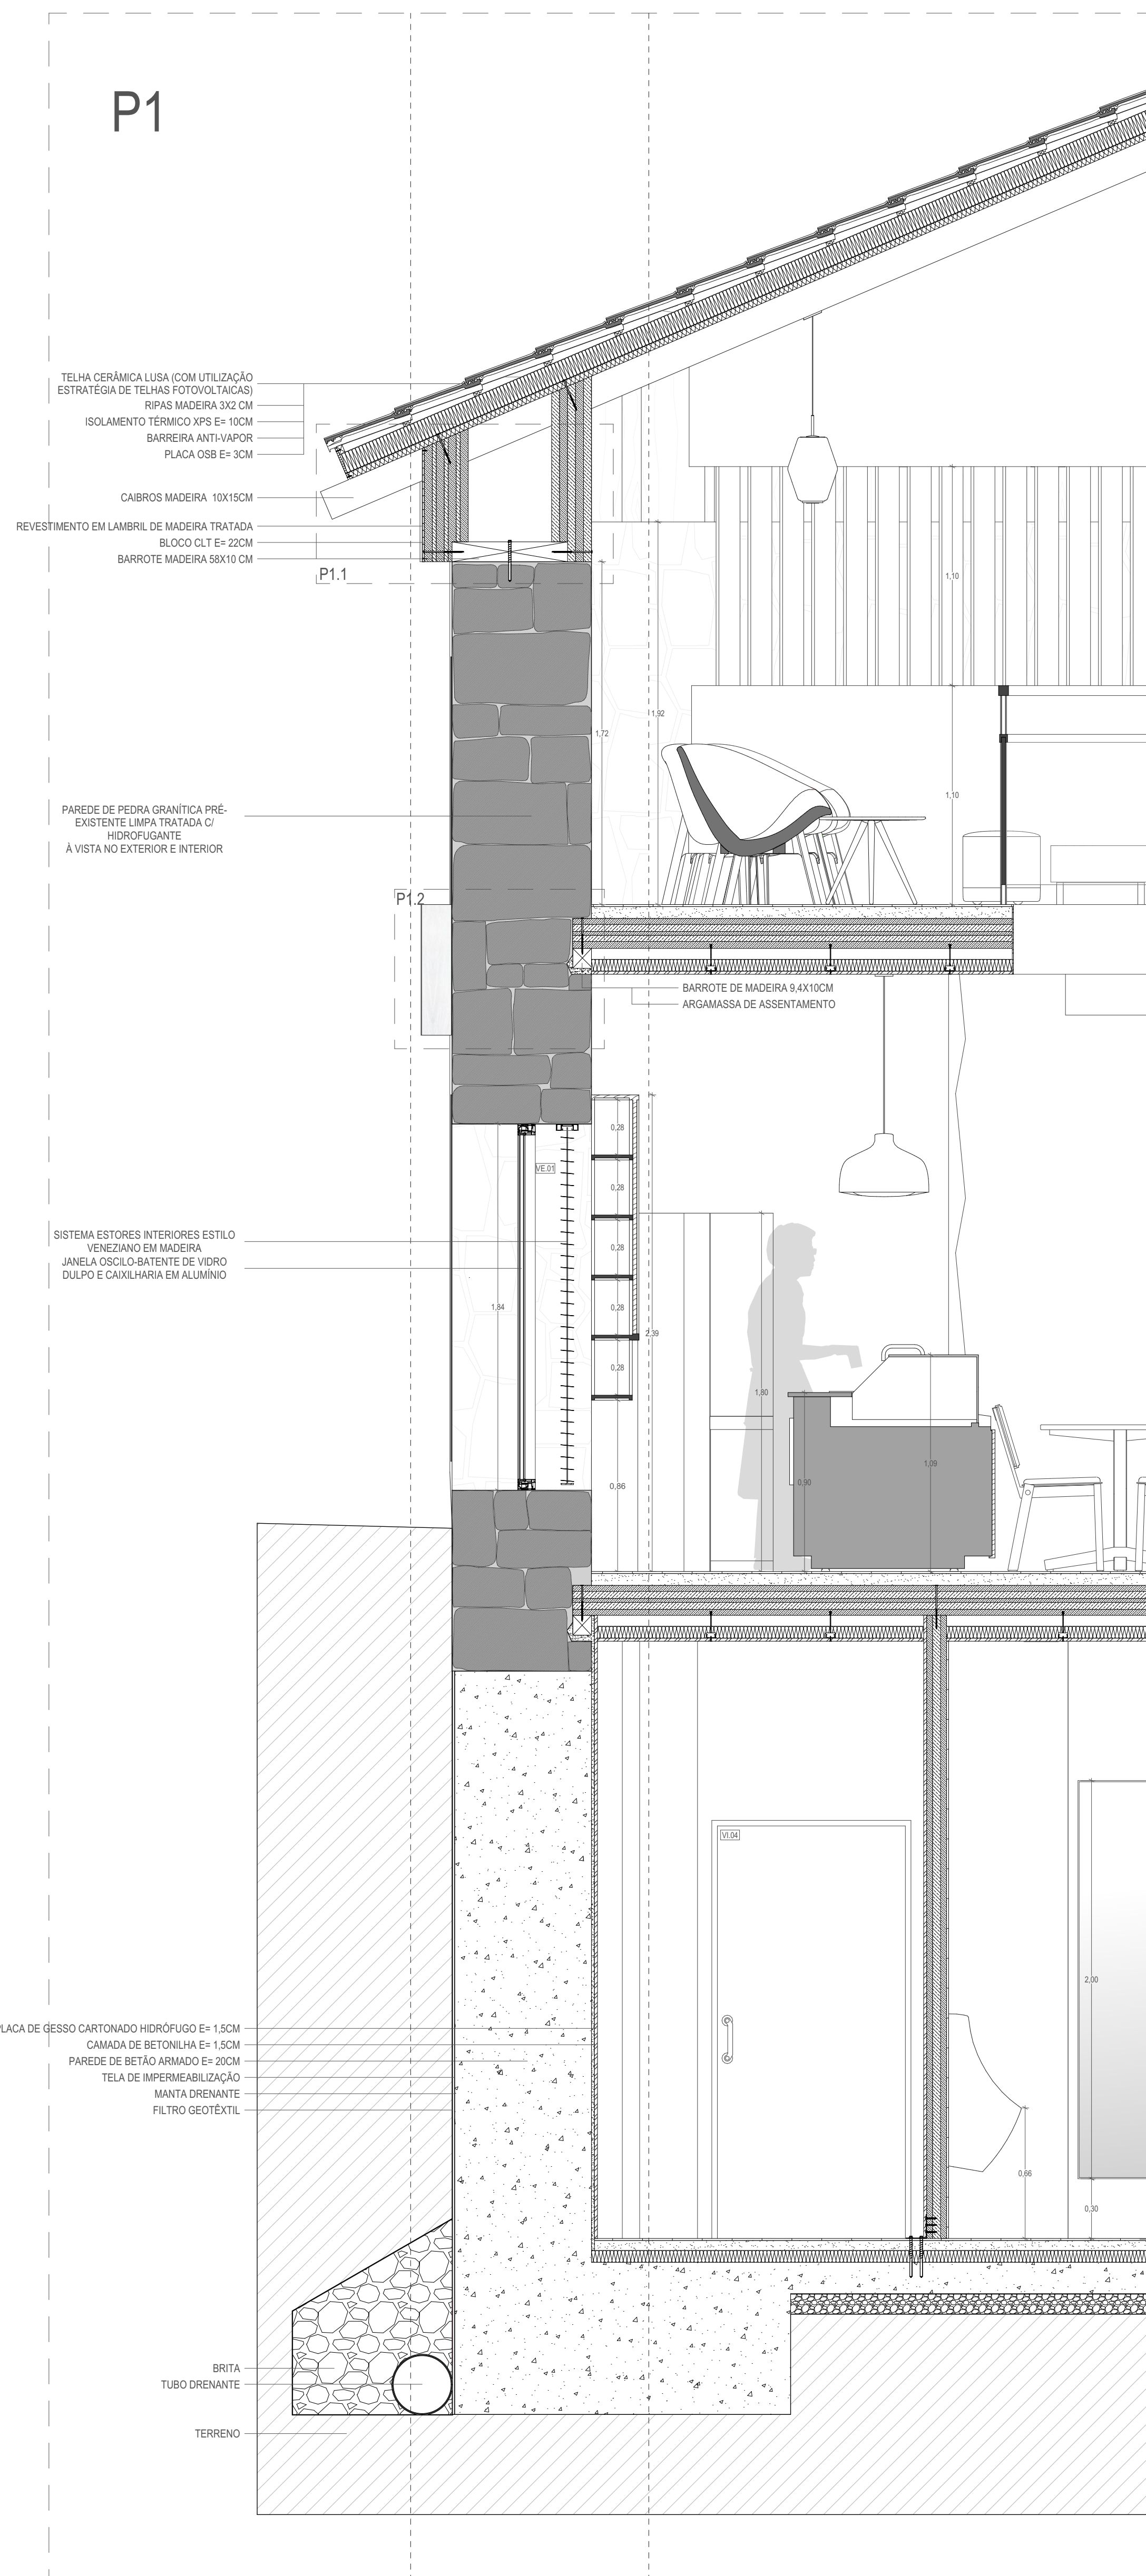 P1
TELHA CERÂMICA LUSA (COM UTILIZAÇÃO
ESTRATÉGIA DE TELHAS FOTOVOLTAICAS)
RIPAS MADEIRA 3X2 CM
ISOLAMENTO TÉRMICO XPS E= 10CM
BARREIRA ANTI-VAPOR
PLACA OSB E= 3CM
CAIBROS MADEIRA 10X15CM
REVESTIMENTO EM LAMBRIL DE MADEIRA TRATADA
BLOCO CLT E= 22CM
BARROTE MADEIRA 58X10 CM
P1.1
1,10
1,92
1,72
1,10
PAREDE DE PEDRA GRANÍTICA PRÉ-
EXISTENTE LIMPA TRATADA C/
HIDROFUGANTE
À VISTA NO EXTERIOR E INTERIOR
P1.2
BARROTE DE MADEIRA 9,4X10CM
ARGAMASSA DE ASSENTAMENTO
0,28
VE.01
0,28
0,28
0,28
0,28
SISTEMA ESTORES INTERIORES ESTILO
VENEZIANO EM MADEIRA
JANELA OSCILO-BATENTE DE VIDRO
DULPO E CAIXILHARIA EM ALUMÍNIO
1,84
2,39
1,80
1,09
0,90
0,86
VI.04
2,00
PLACA DE GESSO CARTONADO HIDRÓFUGO E= 1,5CM
CAMADA DE BETONILHA E= 1,5CM
PAREDE DE BETÃO ARMADO E= 20CM
TELA DE IMPERMEABILIZAÇÃO
MANTA DRENANTE
FILTRO GEOTÊXTIL
0,66
0,30
BRITA
TUBO DRENANTE
TERRENO